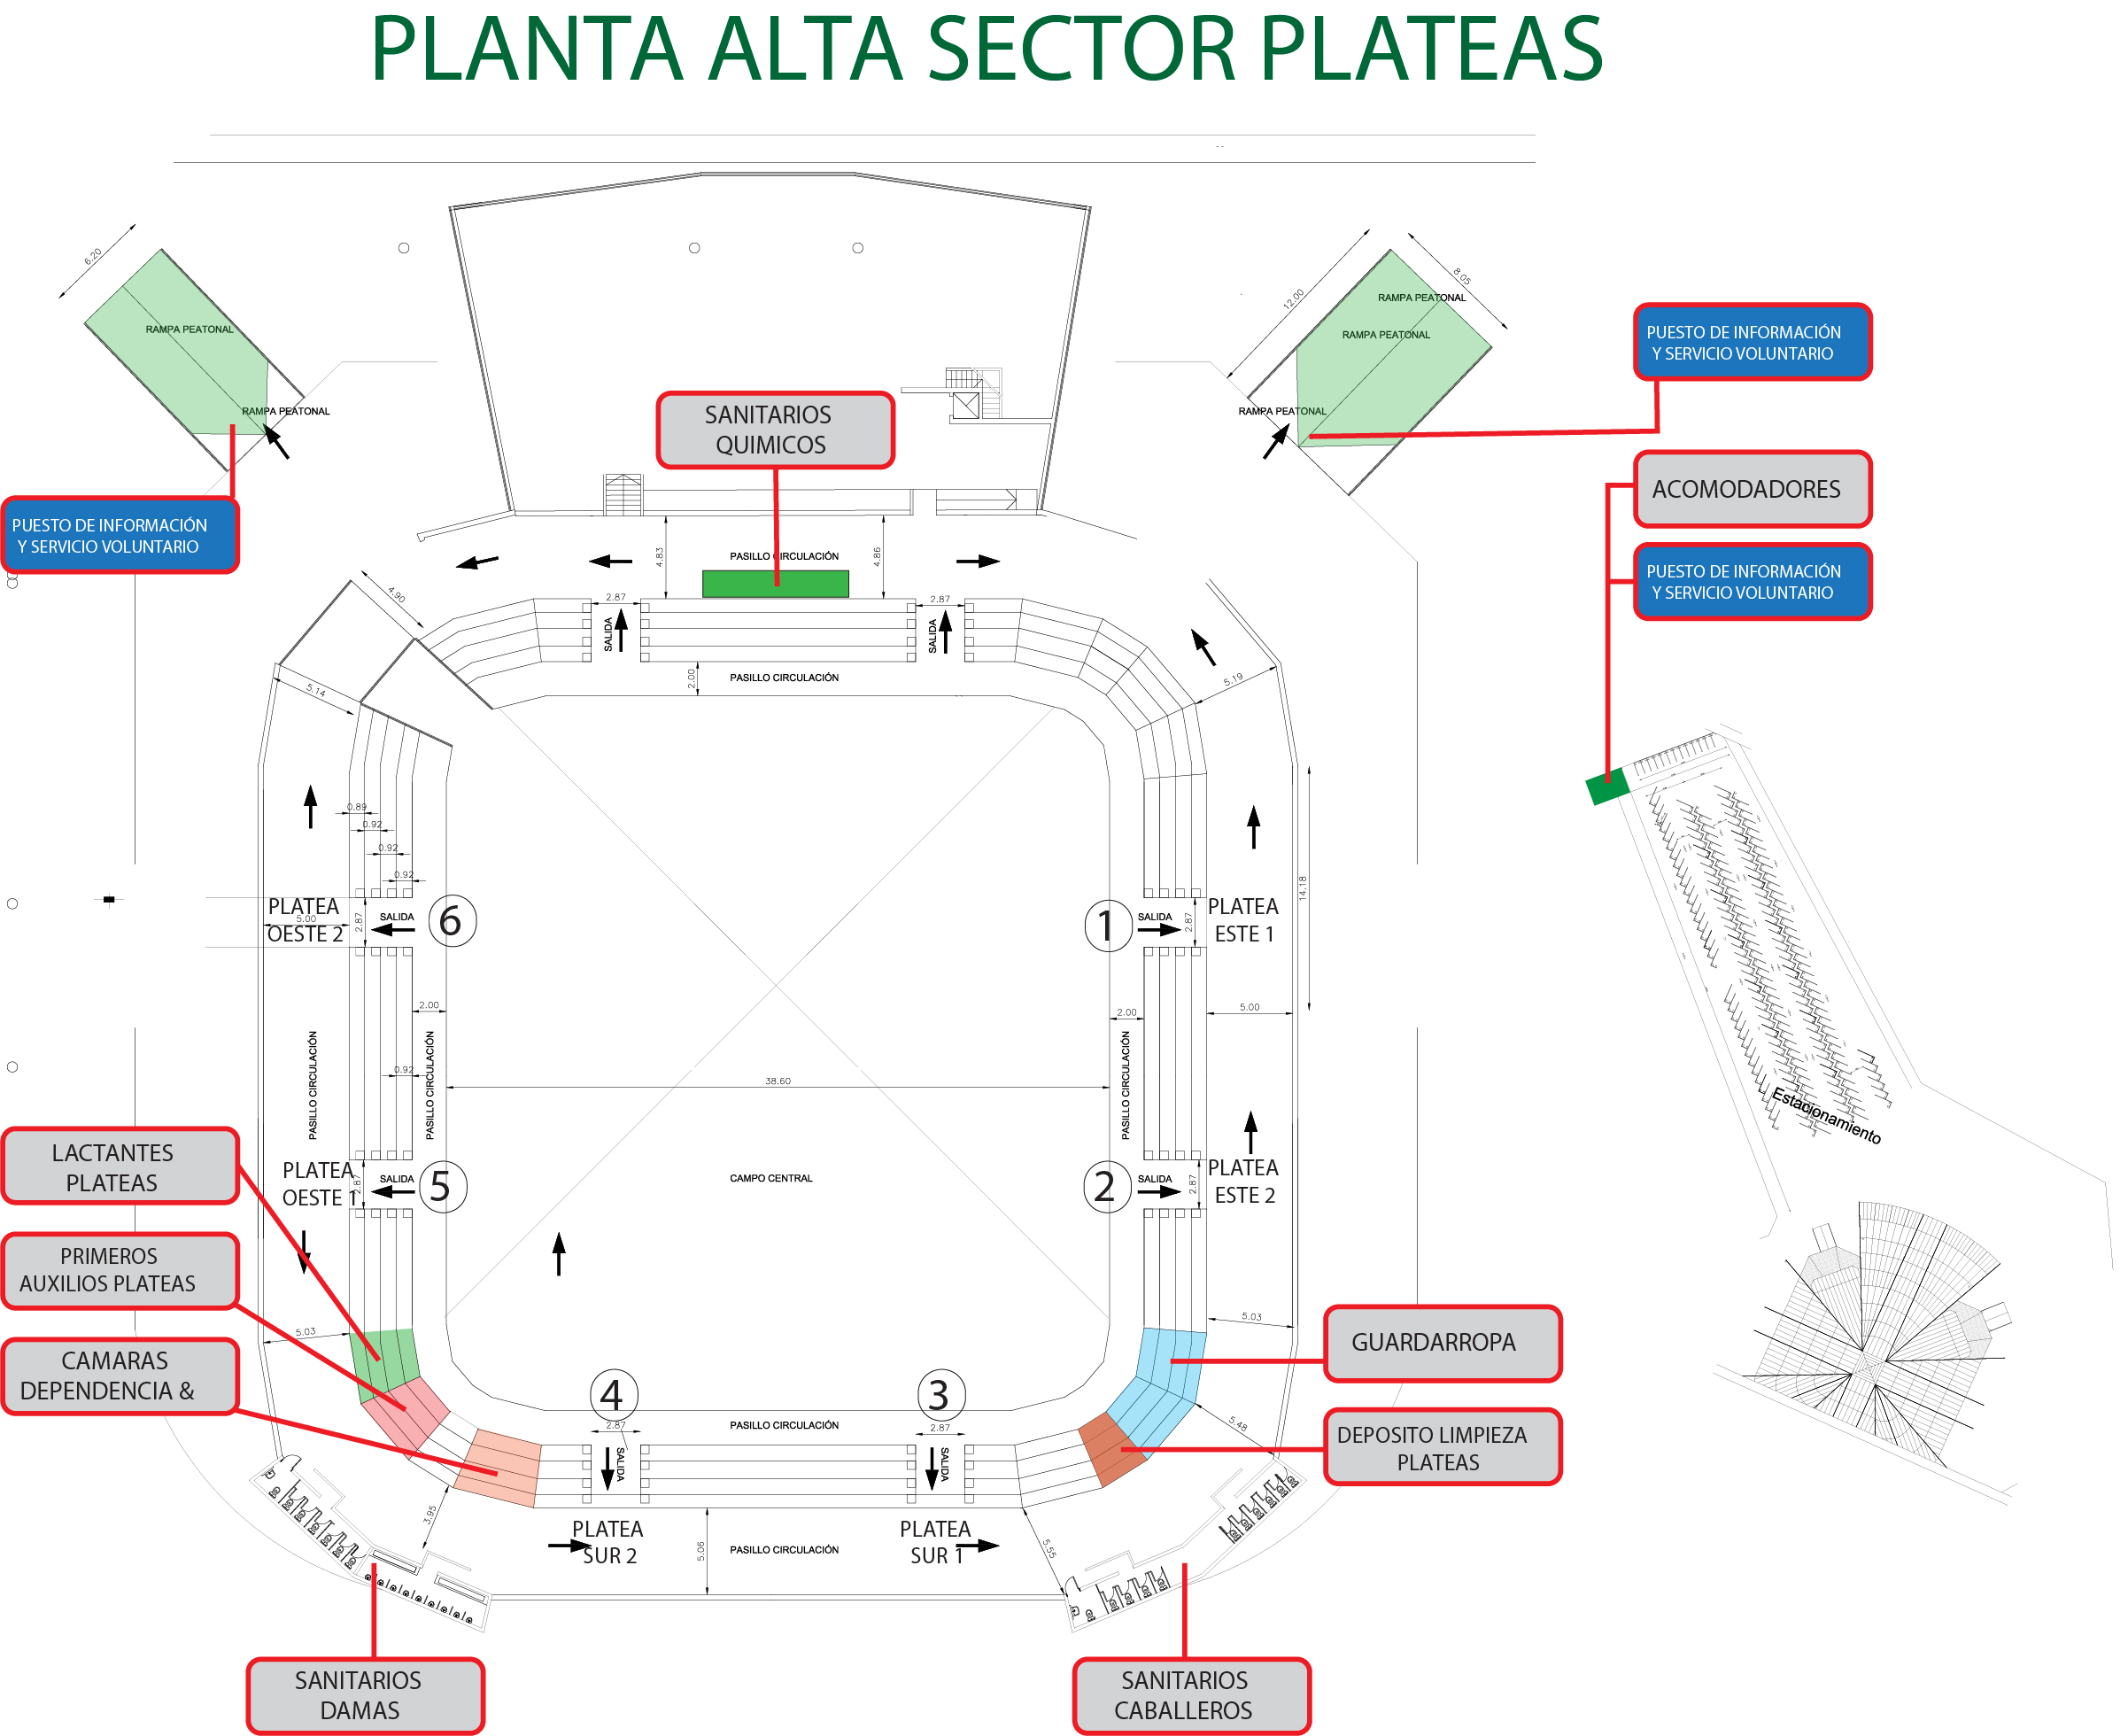 PLANTA ALTA SECTOR PLATEAS
6.20
RAMPA PEATONAL
RAMPA PEATONAL
12.00
8.05
RAMPA PEATONAL
RAMPA PEATONAL
RAMPA PEATONAL
PUESTO DE INFORMACIÓN
Y SERVICIO VOLUNTARIO
SANITARIOS
QUIMICOS
ACOMODADORES
PUESTO DE INFORMACIÓN
Y SERVICIO VOLUNTARIO
PUESTO DE INFORMACIÓN
Y SERVICIO VOLUNTARIO
4.83
PASILLO CIRCULACIÓN
4.86
4.90
2.87
2.87
SALIDA
SALIDA
5.14
2.00
PASILLO CIRCULACIÓN
5.19
0.89
0.92
0.92
0.92
14.18
PLATEA
OESTE 2
5.00
2.87
SALIDA
6
1
SALIDA
2.87
PLATEA
ESTE 1
2.00
2.00
5.00
PASILLO CIRCULACIÓN
PASILLO CIRCULACIÓN
PASILLO CIRCULACIÓN
0.92
38.60
Estacionamiento
LACTANTES
PLATEAS
PLATEA
OESTE 1
2.87
SALIDA
5
CAMPO CENTRAL
2
SALIDA
2.87
PLATEA
ESTE 2
PRIMEROS
AUXILIOS PLATEAS
5.03
5.03
CAMARAS
DEPENDENCIA &
GUARDARROPA
4
3
2.87
PASILLO CIRCULACIÓN
2.87
5.48
SALIDA
SALIDA
DEPOSITO LIMPIEZA
PLATEAS
3.95
PLATEA
SUR 2
5.06
PASILLO CIRCULACIÓN
PLATEA
SUR 1
5.55
SANITARIOS
DAMAS
SANITARIOS
CABALLEROS